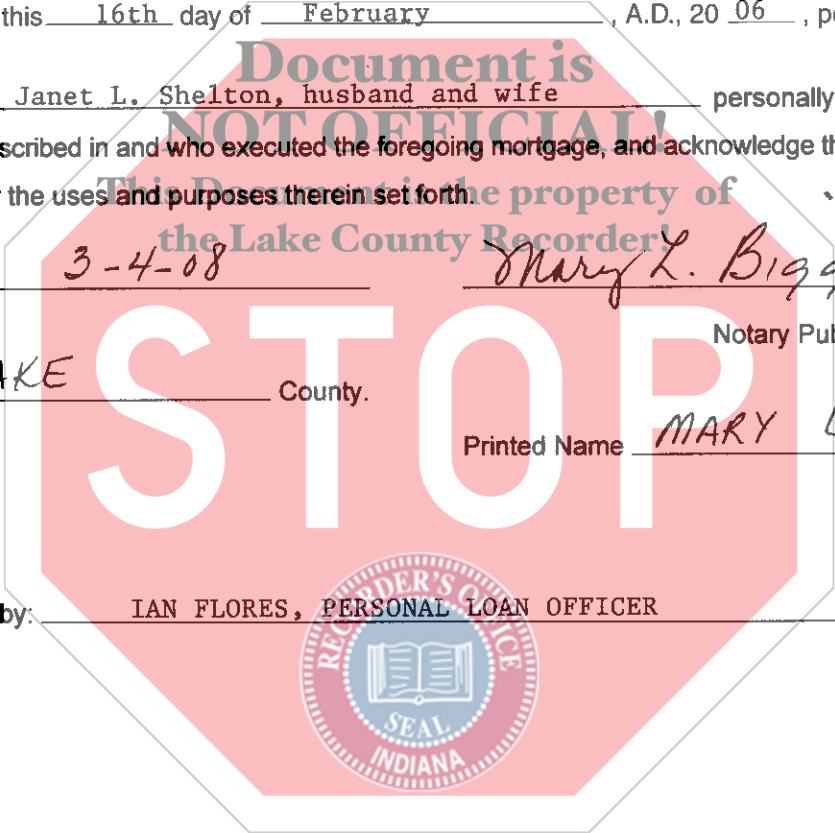 this 16th day of February, A.D., 20 06, p
Document is
Janet L. Shelton, husband and wife personally
NOT OFFICIAL!
scribed in and who executed the foregoing mortgage, and acknowledge th
This Document is the property of
the uses and purposes therein set forth.
the Lake County Recorder!
3-4-08 Mary L. Bigg
Notary Pub
AKE County.
STOP
Printed Name MARY L
by: IAN FLORES, PERSONAL LOAN OFFICER
RECORDER'S OFFICE
SEAL
INDIANA